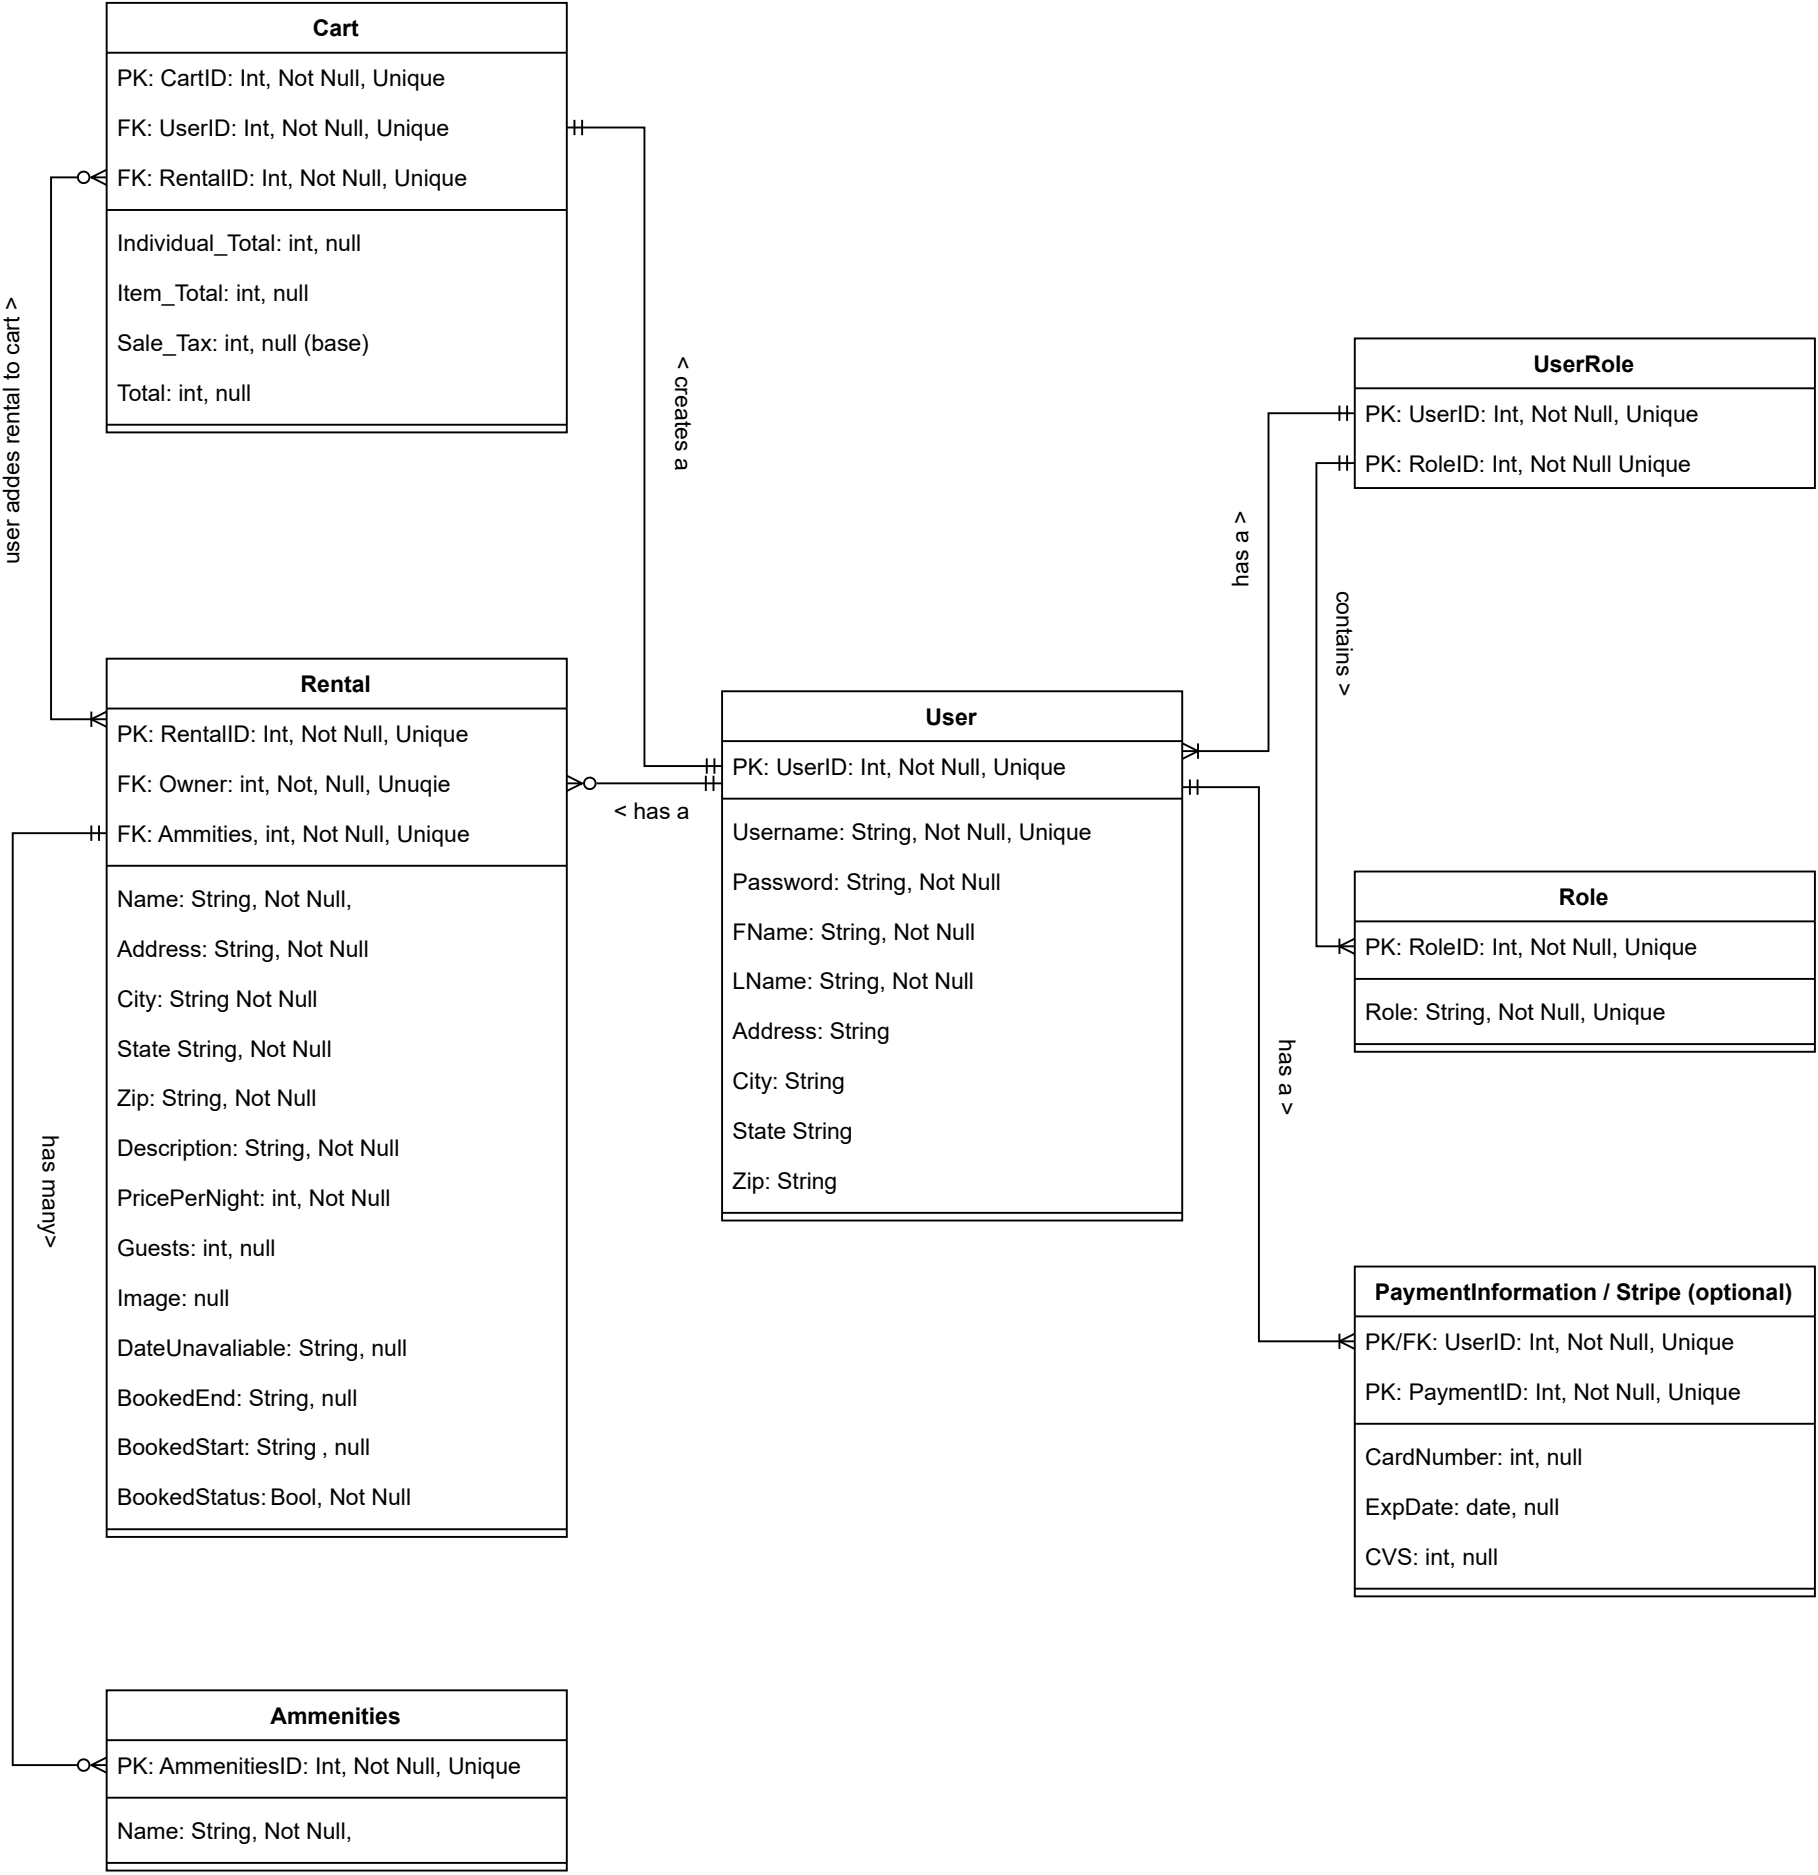 Cart
PK: CartID: Int, Not Null, Unique
FK: UserID: Int, Not Null, Unique
FK: RentalID: Int, Not Null, Unique
Individual_Total: int, null
Item_Total: int, null
Sale_Tax: int, null (base)
Total: int, null
user addes rental to cart >
< creates a
UserRole
PK: UserID: Int, Not Null, Unique
PK: RoleID: Int, Not Null Unique
has a >
contains >
Rental
PK: RentalID: Int, Not Null, Unique
FK: Owner: int, Not, Null, Unuqie
FK: Ammities, int, Not Null, Unique
Name: String, Not Null,
Address: String, Not Null
City: String Not Null
State String, Not Null
Zip: String, Not Null
Description: String, Not Null
PricePerNight: int, Not Null
Guests: int, null
Image: null
DateUnavaliable: String, null
BookedEnd: String, null
BookedStart: String , null
BookedStatus: Bool, Not Null
< has a
has many>
User
PK: UserID: Int, Not Null, Unique
Username: String, Not Null, Unique
Password: String, Not Null
FName: String, Not Null
LName: String, Not Null
Address: String
City: String
State String
Zip: String
Role
PK: RoleID: Int, Not Null, Unique
Role: String, Not Null, Unique
has a >
PaymentInformation / Stripe (optional)
PK/FK: UserID: Int, Not Null, Unique
PK: PaymentID: Int, Not Null, Unique
CardNumber: int, null
ExpDate: date, null
CVS: int, null
Ammenities
PK: AmmenitiesID: Int, Not Null, Unique
Name: String, Not Null,